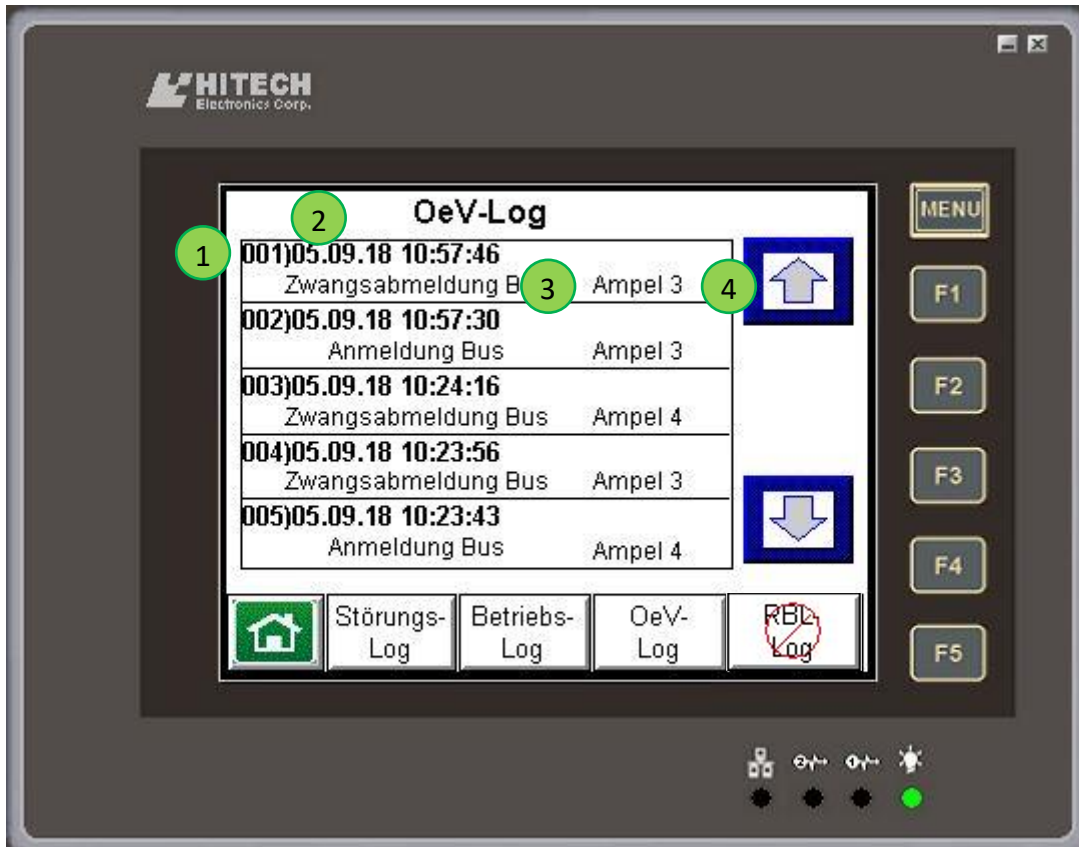 HITECH
Electronics Corp.
OeV-Log
MENU
1
2
001)05.09.18 10:57:46
Zwangsabmeldung B
3
Ampel 3
4
F1
002)05.09.18 10:57:30
Anmeldung Bus Ampel 3
003)05.09.18 10:24:16
F2
Zwangsabmeldung Bus Ampel 4
004)05.09.18 10:23:56
Zwangsabmeldung Bus Ampel 3
F3
005)05.09.18 10:23:43
Anmeldung Bus Ampel 4
F4
Störungs-
Log
Betriebs-
Log
OeV-
Log
RBL-
Log
F5